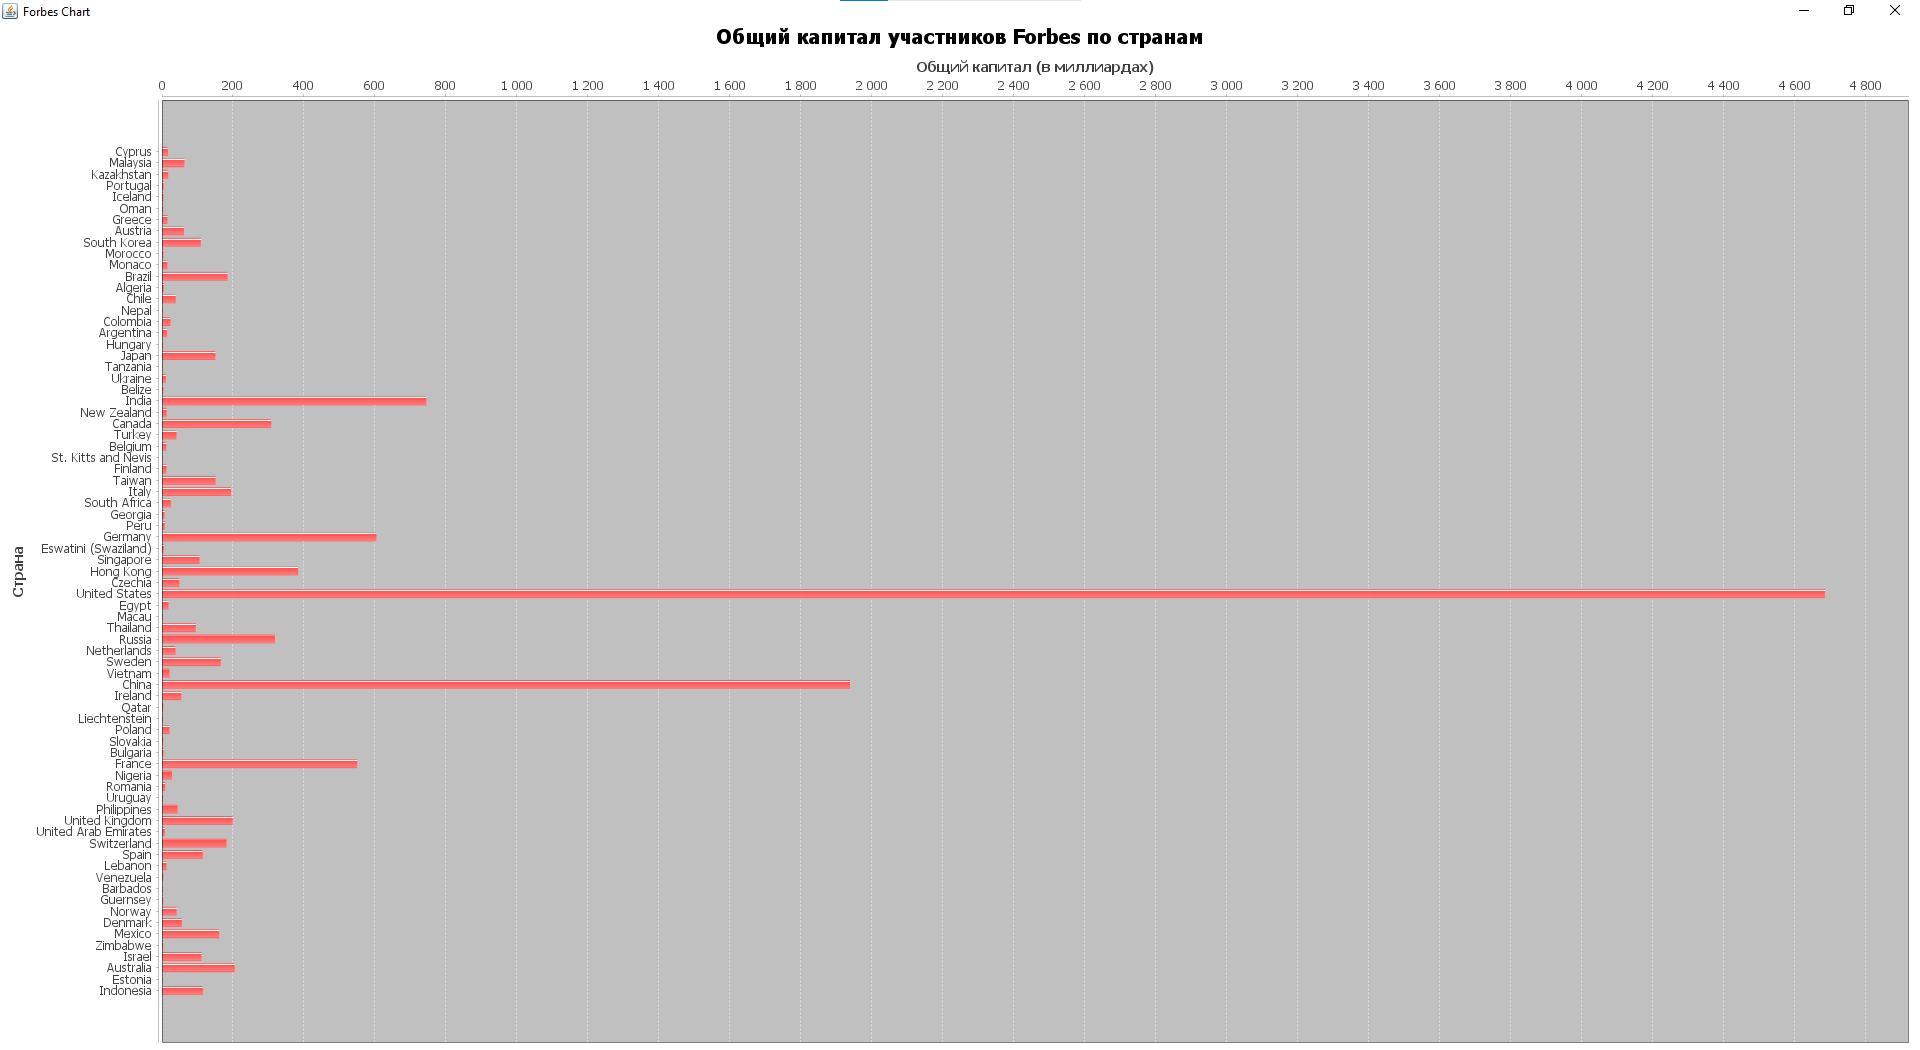 Forbes Chart
Общий капитал участников Forbes по странам
Общий капитал (в миллиардах)
0 200 400 600 800 1 000 1 200 1 400 1 600 1 800 2 000 2 200 2 400 2 600 2 800 3 000 3 200 3 400 3 600 3 800 4 000 4 200 4 400 4 600 4 800
Страна
Cyprus
Malaysia
Kazakhstan
Portugal
Iceland
Oman
Greece
Austria
South Korea
Morocco
Monaco
Brazil
Algeria
Chile
Nepal
Colombia
Argentina
Hungary
Japan
Tanzania
Ukraine
Belize
India
New Zealand
Canada
Turkey
Belgium
St. Kitts and Nevis
Finland
Taiwan
Italy
South Africa
Georgia
Peru
Germany
Eswatini (Swaziland)
Singapore
Hong Kong
Czechia
United States
Egypt
Macau
Thailand
Russia
Netherlands
Sweden
Vietnam
China
Ireland
Qatar
Liechtenstein
Poland
Slovakia
Bulgaria
France
Nigeria
Romania
Uruguay
Philippines
United Kingdom
United Arab Emirates
Switzerland
Spain
Lebanon
Venezuela
Barbados
Guernsey
Norway
Denmark
Mexico
Zimbabwe
Israel
Australia
Estonia
Indonesia